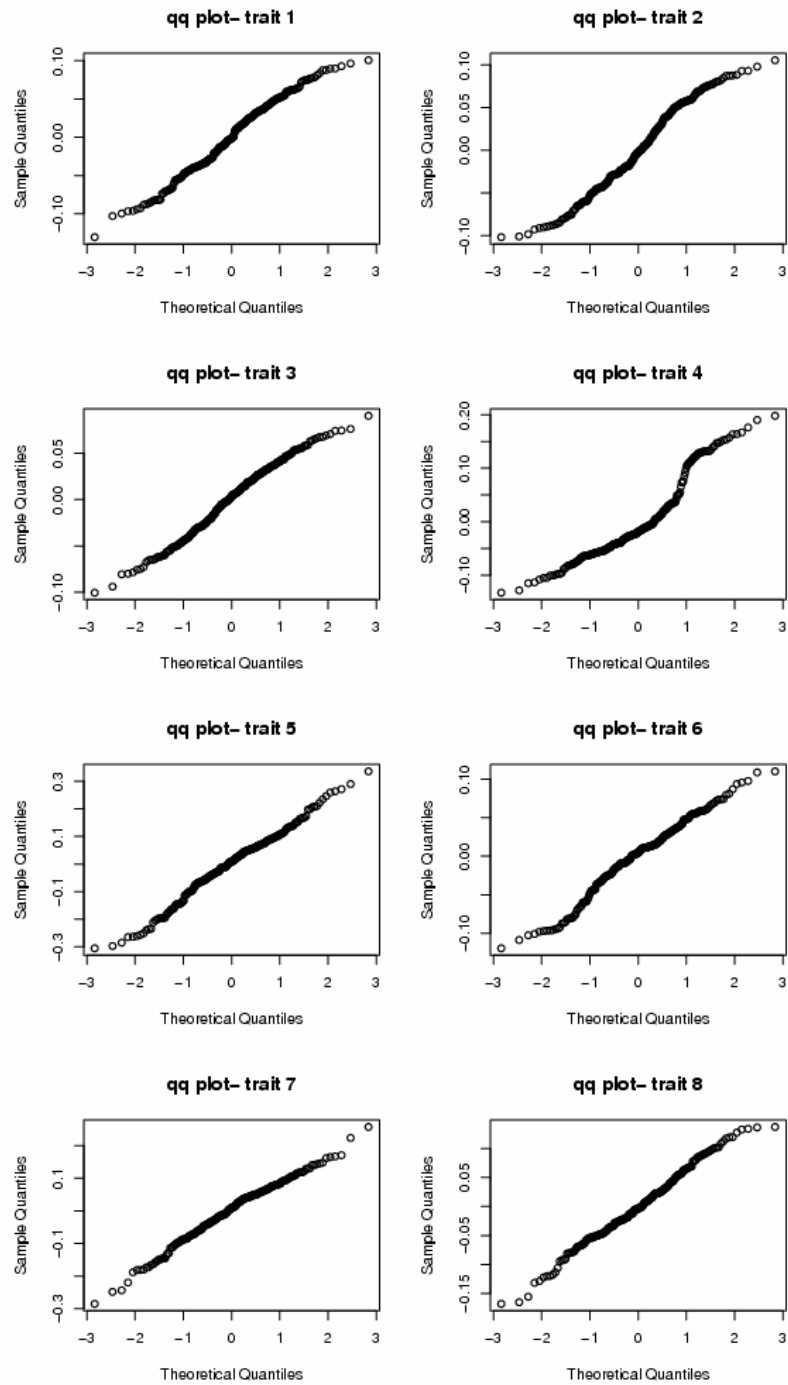 qq plot– trait 1
Sample Quantiles
−0.10 0.00 0.10
−3 −2 −1 0 1 2 3
Theoretical Quantiles
qq plot– trait 2
Sample Quantiles
−0.10 0.00 0.05 0.10
−3 −2 −1 0 1 2 3
Theoretical Quantiles
qq plot– trait 3
Sample Quantiles
−0.10 0.00 0.05
−3 −2 −1 0 1 2 3
Theoretical Quantiles
qq plot– trait 4
Sample Quantiles
−0.10 0.00 0.10 0.20
−3 −2 −1 0 1 2 3
Theoretical Quantiles
qq plot– trait 5
Sample Quantiles
−0.3 −0.1 0.1 0.3
−3 −2 −1 0 1 2 3
Theoretical Quantiles
qq plot– trait 6
Sample Quantiles
−0.10 0.00 0.10
−3 −2 −1 0 1 2 3
Theoretical Quantiles
qq plot– trait 7
Sample Quantiles
−0.3 −0.1 0.1
−3 −2 −1 0 1 2 3
Theoretical Quantiles
qq plot– trait 8
Sample Quantiles
−0.15 −0.05 0.05
−3 −2 −1 0 1 2 3
Theoretical Quantiles